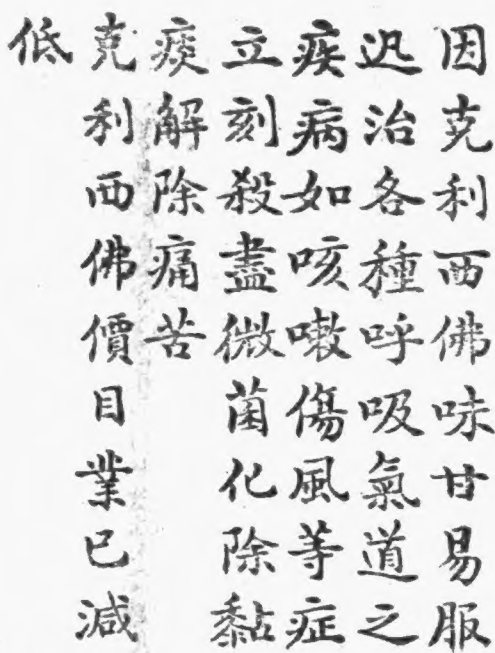 因克利西佛味甘易服
迅治各種呼吸氣道之
疾病如咳嗽傷風等症
立刻殺盡微菌化除黏
痰解除痛苦
克利西佛價目業已減
低